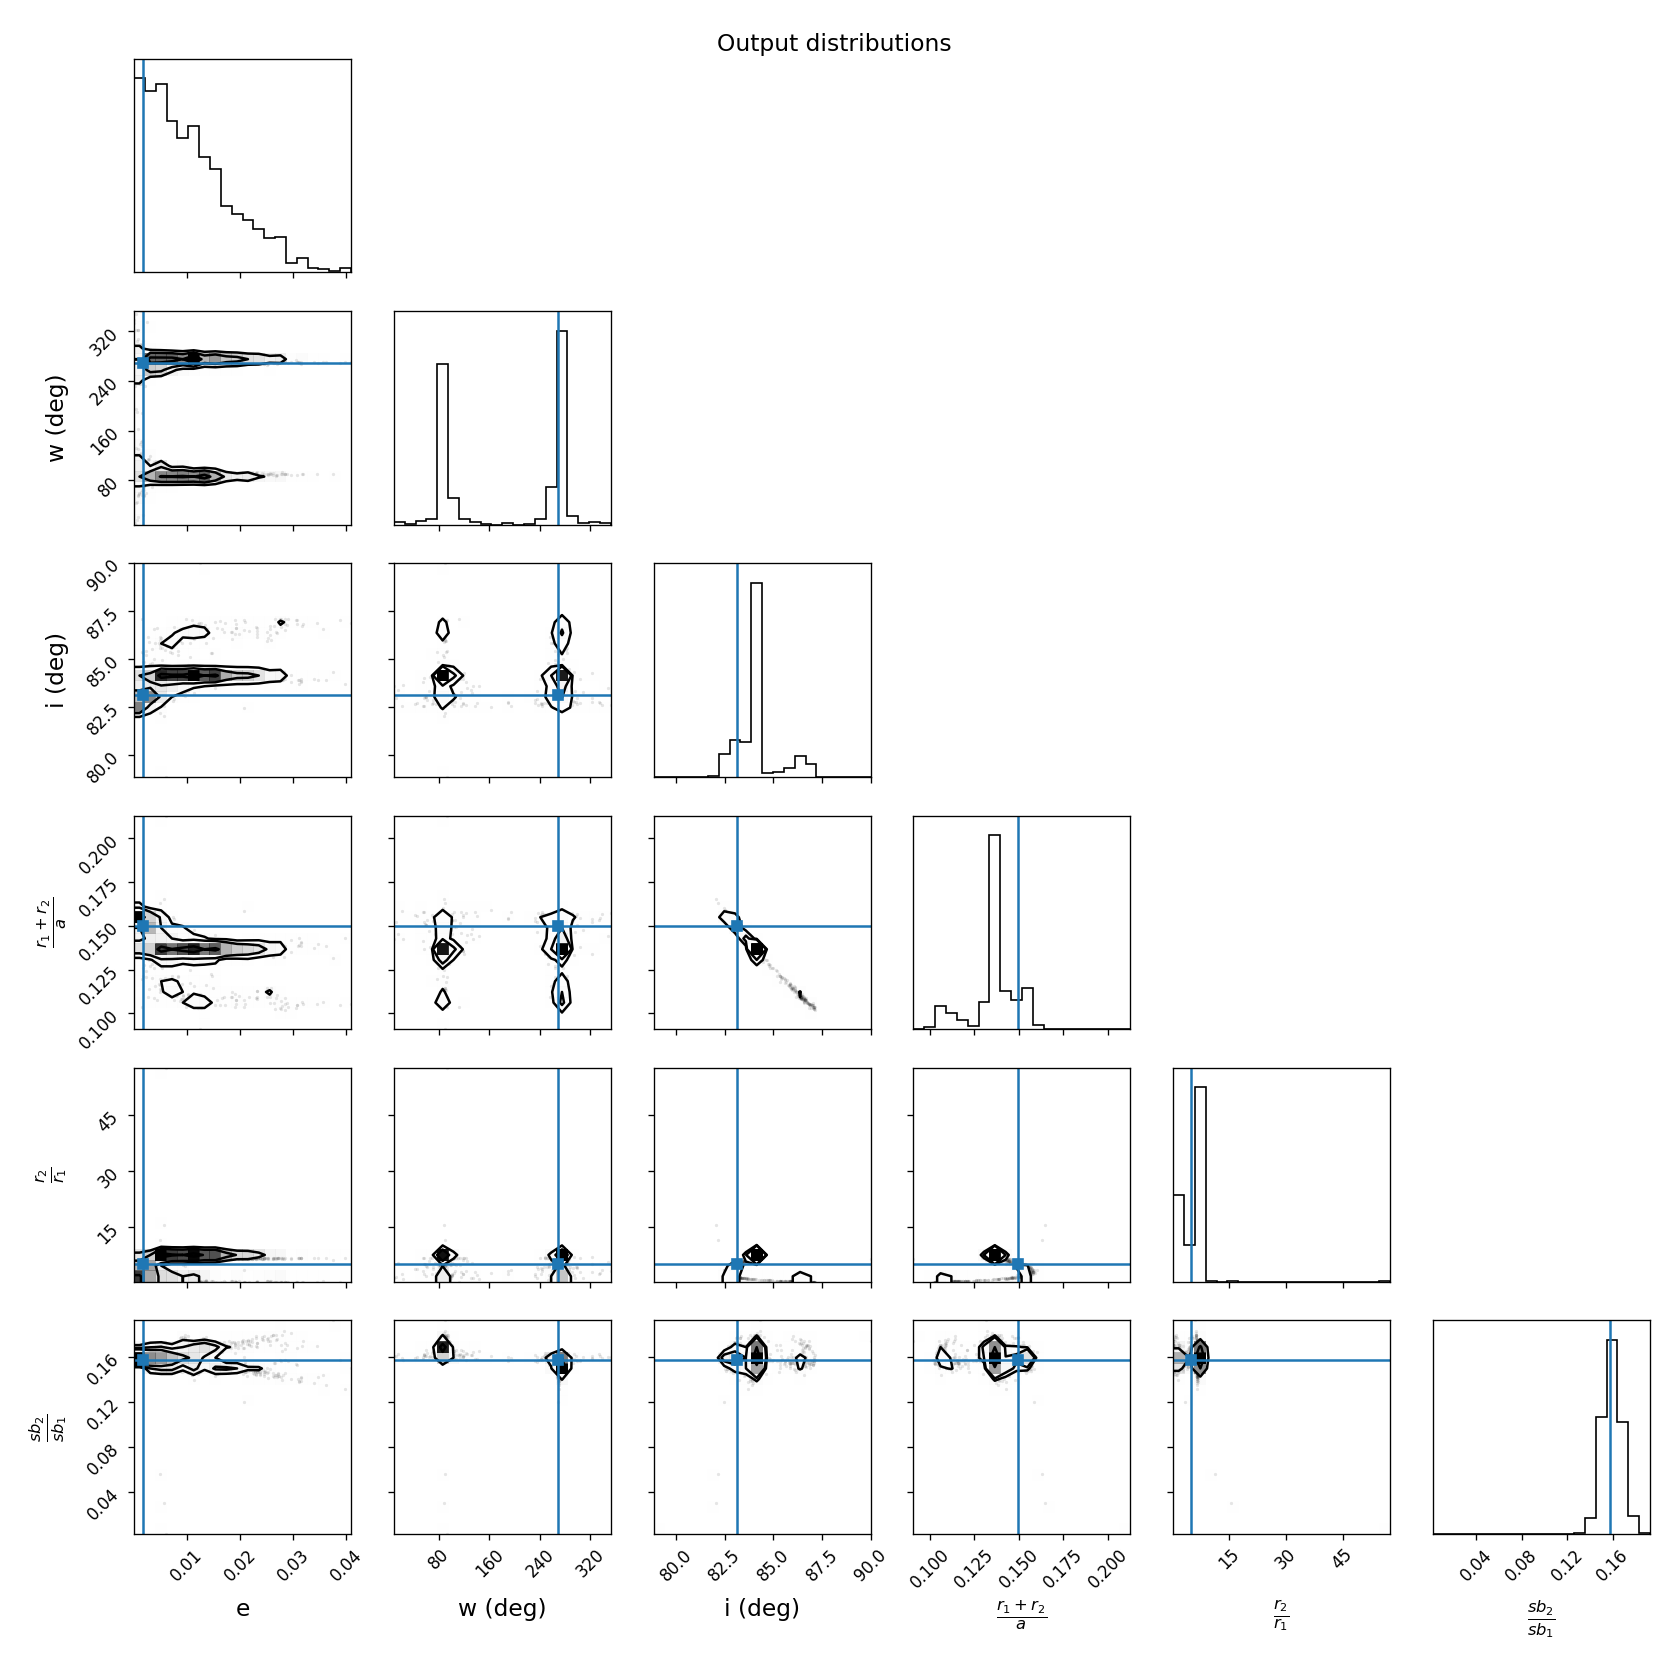 Output distributions
w (deg)
320
240
160
80
i (deg)
90.0
87.5
85.0
82.5
80.0
r1 + r2
a
0.200
0.175
0.150
0.125
0.100
r2
r1
45
30
15
sb2
sb1
0.16
0.12
0.08
0.04
0.01 0.02 0.03 0.04 80 160 240 320 80.0 82.5 85.0 87.5 90.0 0.100 0.125 0.150 0.175 0.200 15 30 45 0.04 0.08 0.12 0.16
e w (deg) i (deg) r1 + r2 r2 sb2
a r1 sb1